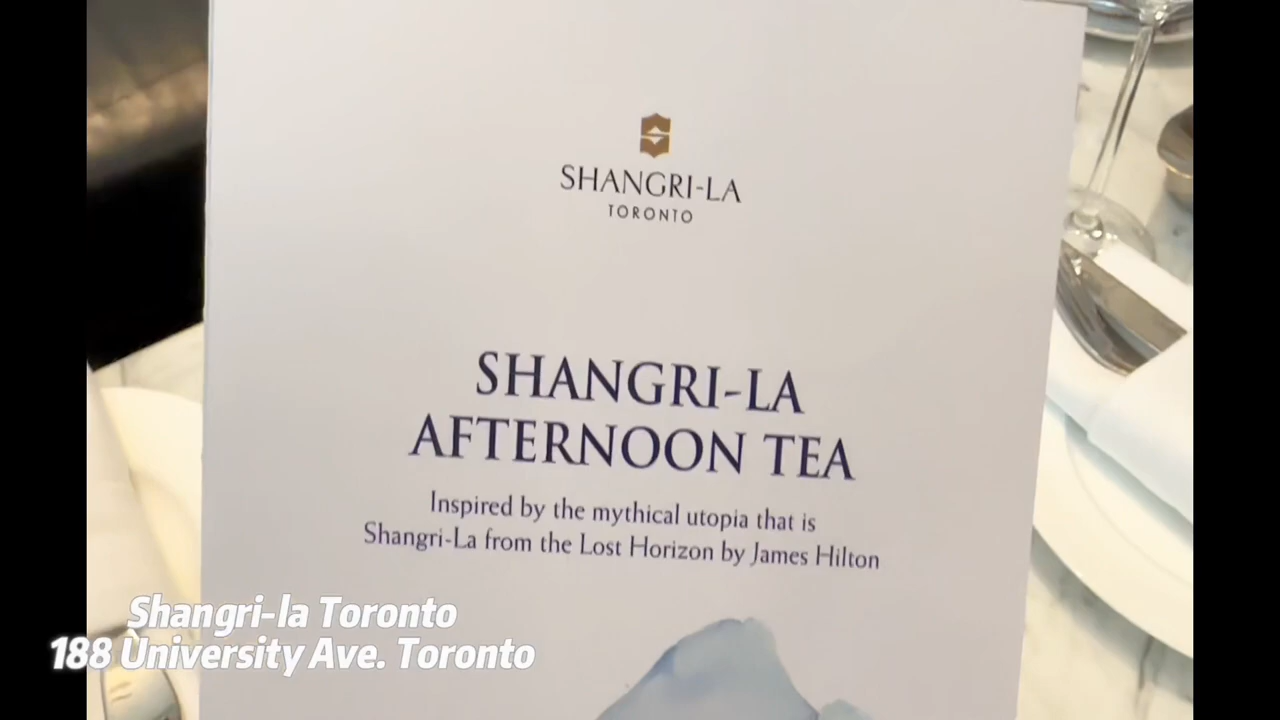 SHANGRI-LA
TORONTO
SHANGRI-LA
AFTERNOON TEA
Inspired by the mythical utopia that is
Shangri-La from the Lost Horizon by James Hilton
Shangri-la Toronto
188 University Ave. Toronto